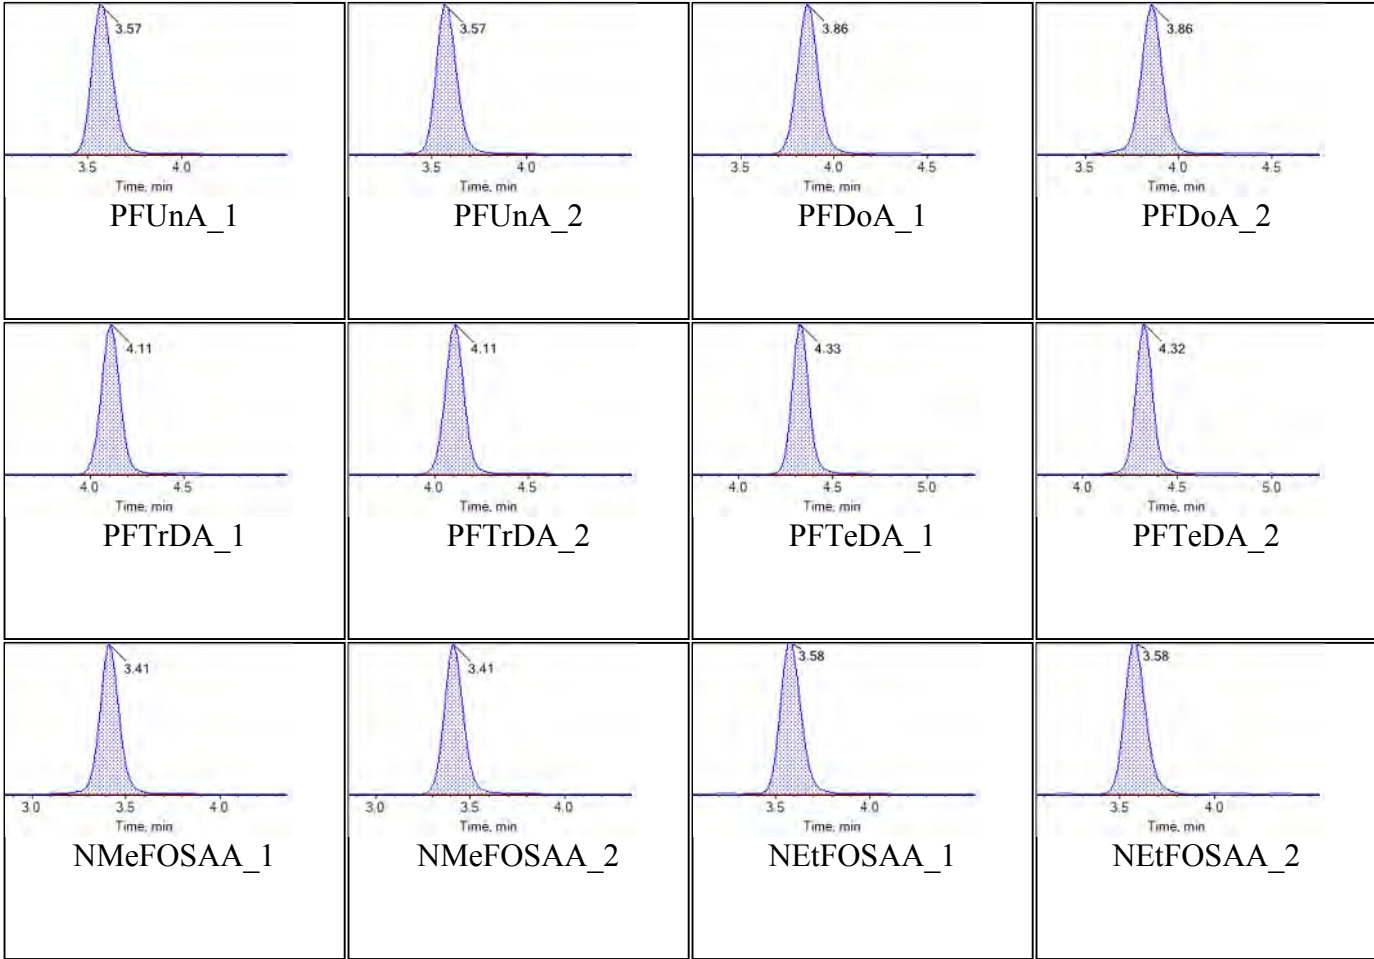 3.57
3.5 4.0
Time, min
PFUnA_1
3.57
3.5 4.0
Time, min
PFUnA_2
3.86
3.5 4.0 4.5
Time, min
PFDoA_1
3.86
3.5 4.0 4.5
Time, min
PFDoA_2
4.11
4.0 4.5
Time, min
PFTrDA_1
4.11
4.0 4.5
Time, min
PFTrDA_2
4.33
4.0 4.5 5.0
Time, min
PFTeDA_1
4.32
4.0 4.5 5.0
Time, min
PFTeDA_2
3.41
3.0 3.5 4.0
Time, min
NMeFOSAA_1
3.41
3.0 3.5 4.0
Time, min
NMeFOSAA_2
3.58
3.5 4.0
Time, min
NEtFOSAA_1
3.58
3.5 4.0
Time, min
NEtFOSAA_2